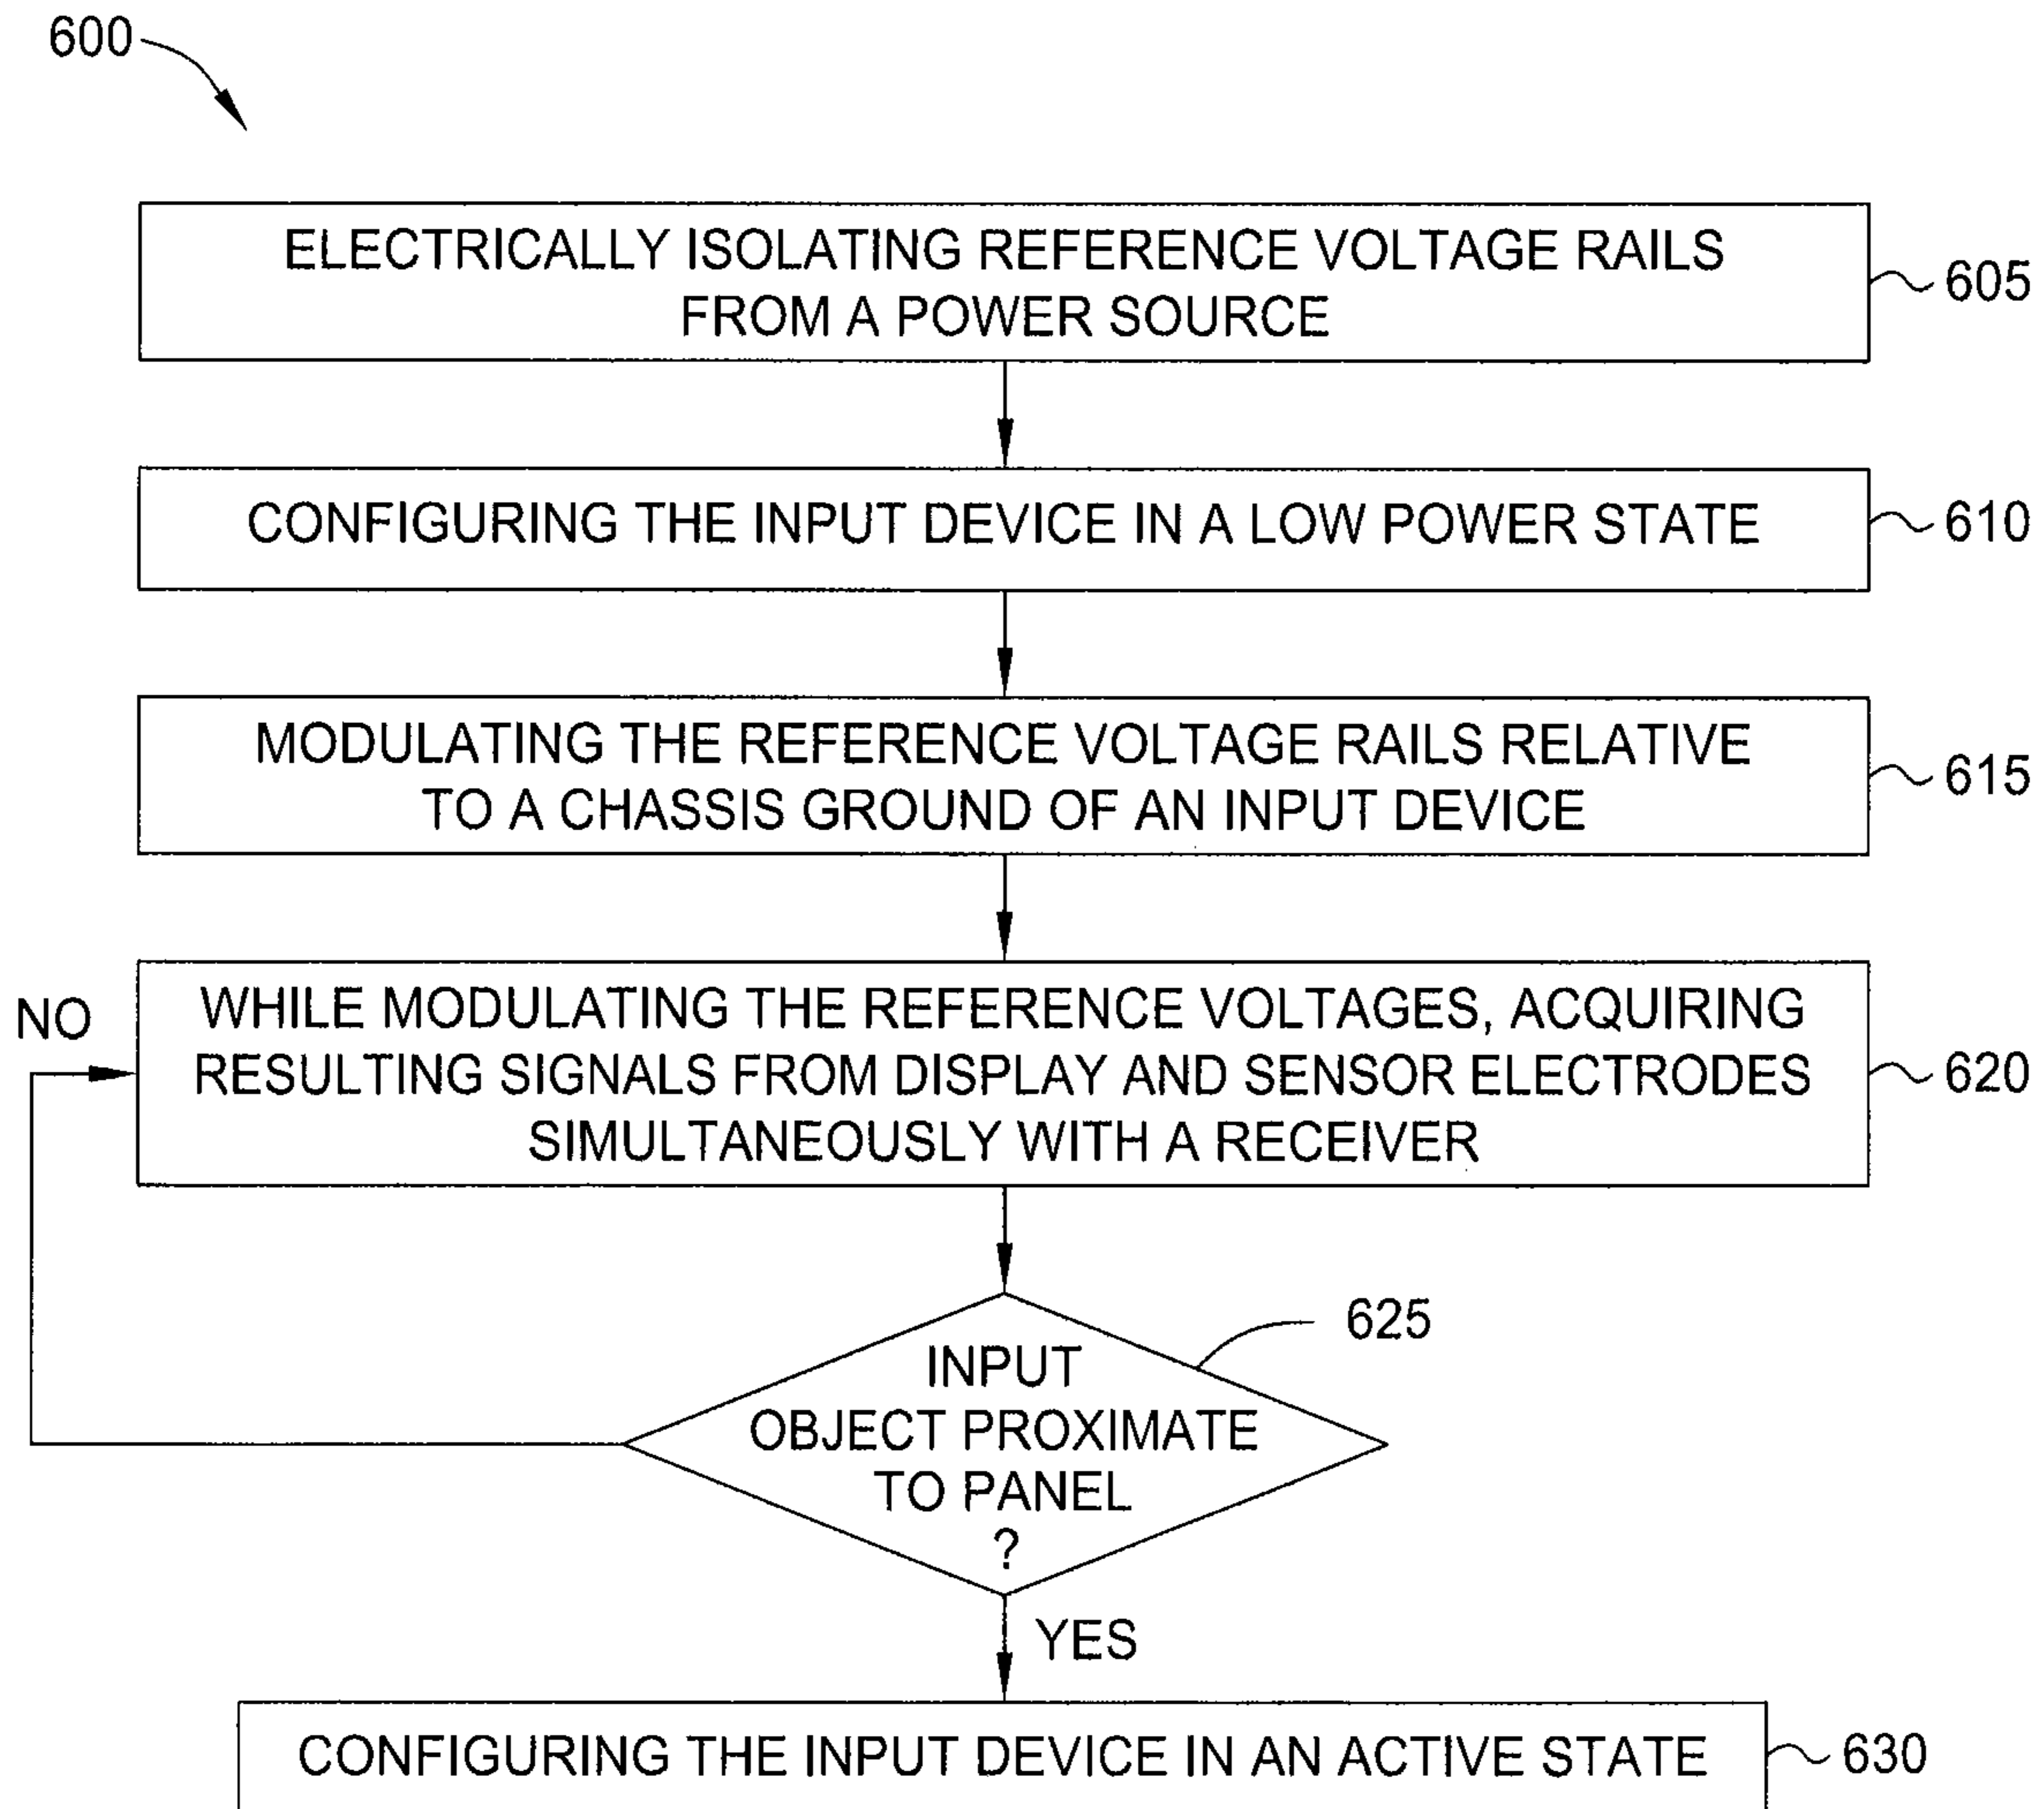 600
ELECTRICALLY ISOLATING REFERENCE VOLTAGE RAILS
FROM A POWER SOURCE
605
CONFIGURING THE INPUT DEVICE IN A LOW POWER STATE
610
MODULATING THE REFERENCE VOLTAGE RAILS RELATIVE
TO A CHASSIS GROUND OF AN INPUT DEVICE
615
NO
WHILE MODULATING THE REFERENCE VOLTAGES, ACQUIRING
RESULTING SIGNALS FROM DISPLAY AND SENSOR ELECTRODES
SIMULTANEOUSLY WITH A RECEIVER
620
625
INPUT
OBJECT PROXIMATE
TO PANEL
?
YES
CONFIGURING THE INPUT DEVICE IN AN ACTIVE STATE
630